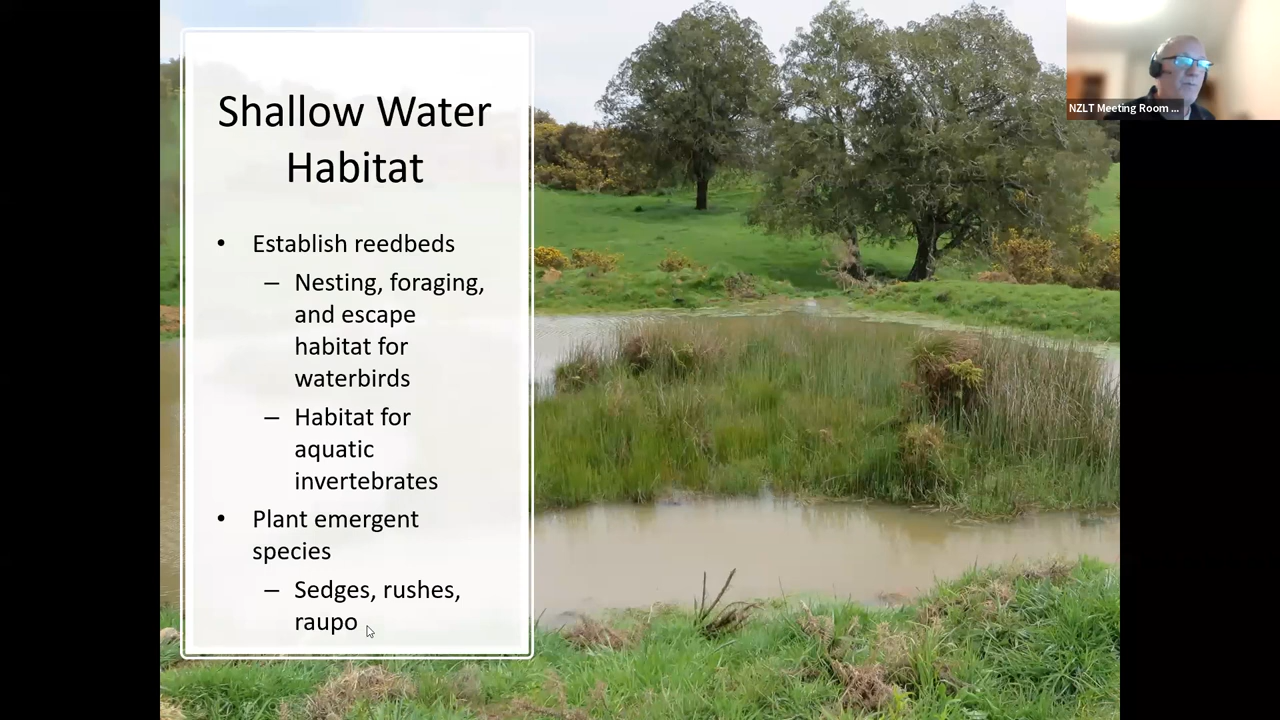 Shallow Water
Habitat
• Establish reedbeds
– Nesting, foraging,
and escape
habitat for
waterbirds
– Habitat for
aquatic
invertebrates
• Plant emergent
species
– Sedges, rushes,
raupo
NZLT Meeting Room ...